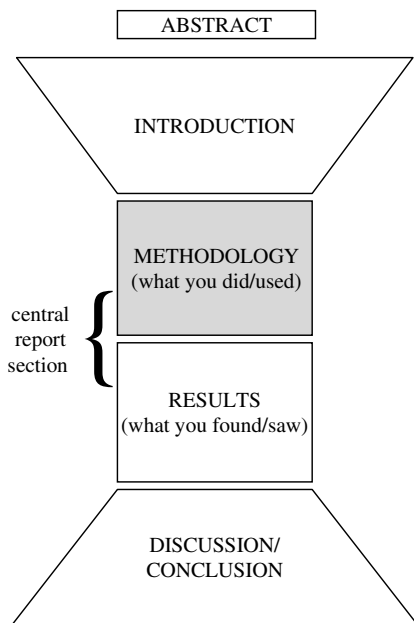 ABSTRACT
INTRODUCTION
METHODOLOGY
(what you did/used)
central
report
section
RESULTS
(what you found/saw)
DISCUSSION/
CONCLUSION